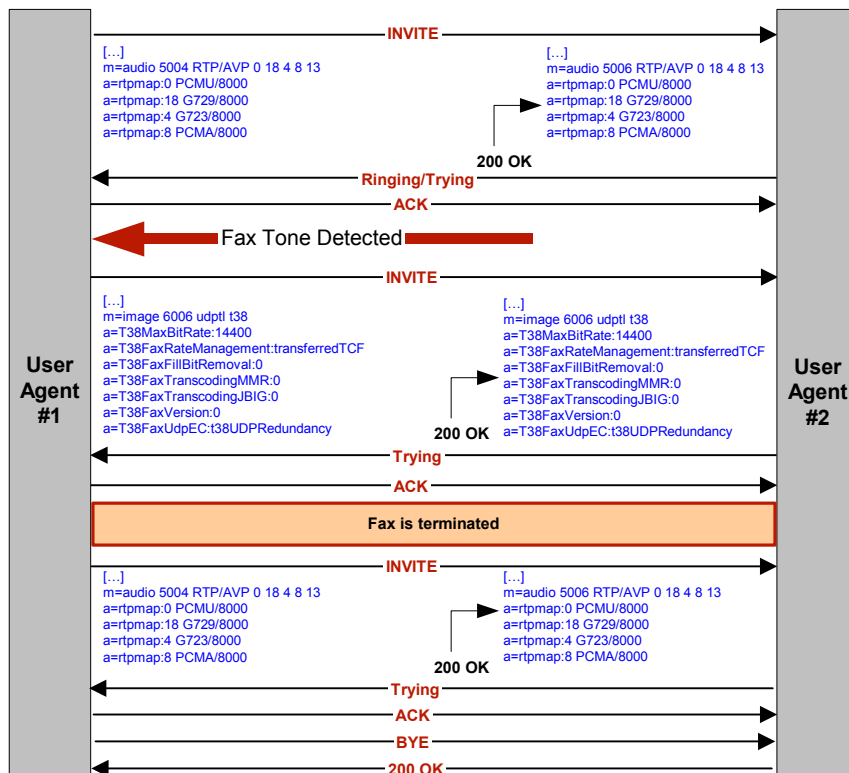 INVITE
[...]
m=audio 5004 RTP/AVP 0 18 4 8 13
a=rtpmap:0 PCMU/8000
a=rtpmap:18 G729/8000
a=rtpmap:4 G723/8000
a=rtpmap:8 PCMA/8000
[...]
m=audio 5006 RTP/AVP 0 18 4 8 13
a=rtpmap:0 PCMU/8000
a=rtpmap:18 G729/8000
a=rtpmap:4 G723/8000
a=rtpmap:8 PCMA/8000
200 OK
Ringing/Trying
ACK
Fax Tone Detected
INVITE
[...]
m=image 6006 udptl t38
a=T38MaxBitRate:14400
a=T38FaxRateManagement:transferredTCF
a=T38FaxFillBitRemoval:0
a=T38FaxTranscodingMMR:0
a=T38FaxTranscodingJBIG:0
a=T38FaxVersion:0
a=T38FaxUdpEC:t38UDPRedundancy
[...]
m=image 6006 udptl t38
a=T38MaxBitRate:14400
a=T38FaxRateManagement:transferredTCF
a=T38FaxFillBitRemoval:0
a=T38FaxTranscodingMMR:0
a=T38FaxTranscodingJBIG:0
a=T38FaxVersion:0
a=T38FaxUdpEC:t38UDPRedundancy
200 OK
User
Agent
#1
User
Agent
#2
Trying
ACK
Fax is terminated
INVITE
[...]
m=audio 5004 RTP/AVP 0 18 4 8 13
a=rtpmap:0 PCMU/8000
a=rtpmap:18 G729/8000
a=rtpmap:4 G723/8000
a=rtpmap:8 PCMA/8000
[...]
m=audio 5006 RTP/AVP 0 18 4 8 13
a=rtpmap:0 PCMU/8000
a=rtpmap:18 G729/8000
a=rtpmap:4 G723/8000
a=rtpmap:8 PCMA/8000
200 OK
Trying
ACK
BYE
200 OK